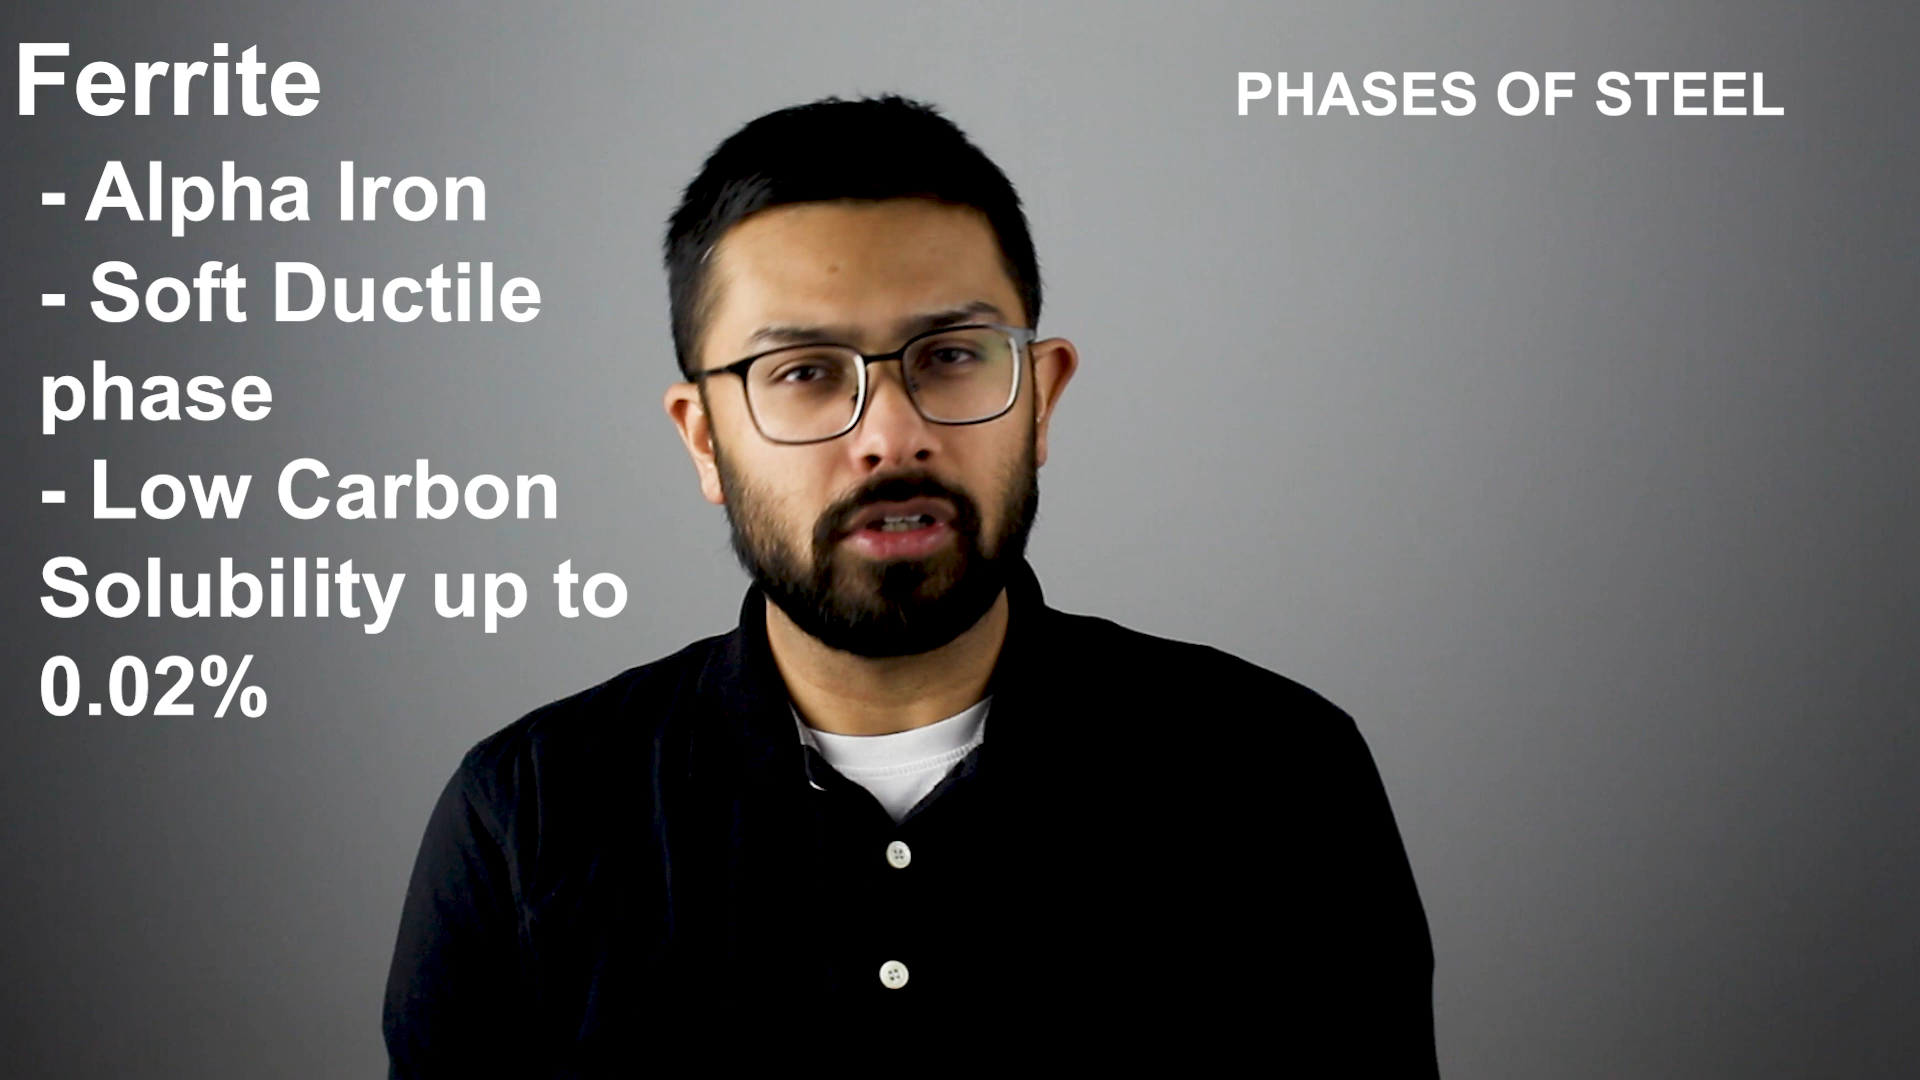 Ferrite
- Alpha Iron
- Soft Ductile
phase
- Low Carbon
Solubility up to
0.02%
PHASES OF STEEL